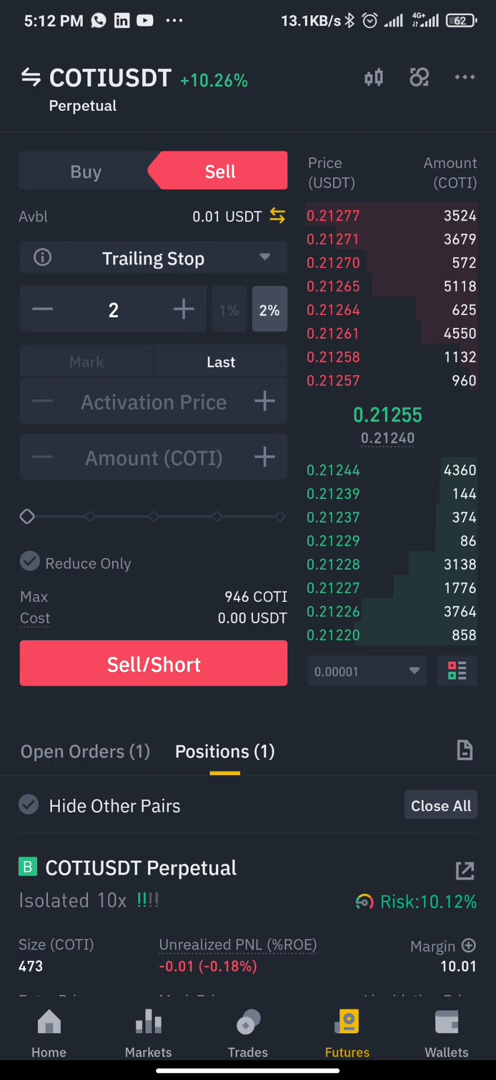 5:12 PM ... 13.1KB/s 4G+ 62
COTIUSDT +10.26% ...
Perpetual
Buy Sell
Avbl 0.01 USDT
Trailing Stop
— 2 + 1% 2%
Mark Last
— Activation Price +
— Amount (COTI) +
Reduce Only
Max 946 COTI
Cost 0.00 USDT
Sell/Short
Price Amount
(USDT) (COTI)
0.21277 3524
0.21271 3679
0.21270 572
0.21265 5118
0.21264 625
0.21261 4550
0.21258 1132
0.21257 960
0.21255
0.21240
0.21244 4360
0.21239 144
0.21237 374
0.21229 86
0.21228 3138
0.21227 1776
0.21226 3764
0.21220 858
0.00001
Open Orders (1) Positions (1)
Hide Other Pairs Close All
B COTIUSDT Perpetual
Isolated 10x !!!! Risk:10.12%
Size (COTI) Unrealized PNL (%ROE) Margin
473 -0.01 (-0.18%) 10.01
Home Markets Trades Futures Wallets